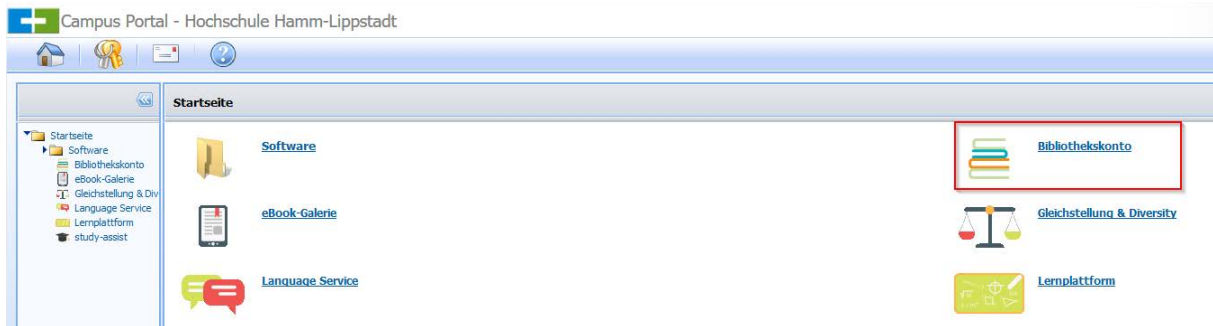 Campus Portal - Hochschule Hamm-Lippstadt
Startseite
Startseite
Software
Bibliothekskonto
eBook-Galerie
Gleichstellung & Div
Language Service
Lernplattform
study-assist
Software
Bibliothekskonto
eBook-Galerie
Gleichstellung & Diversity
Language Service
Lernplattform